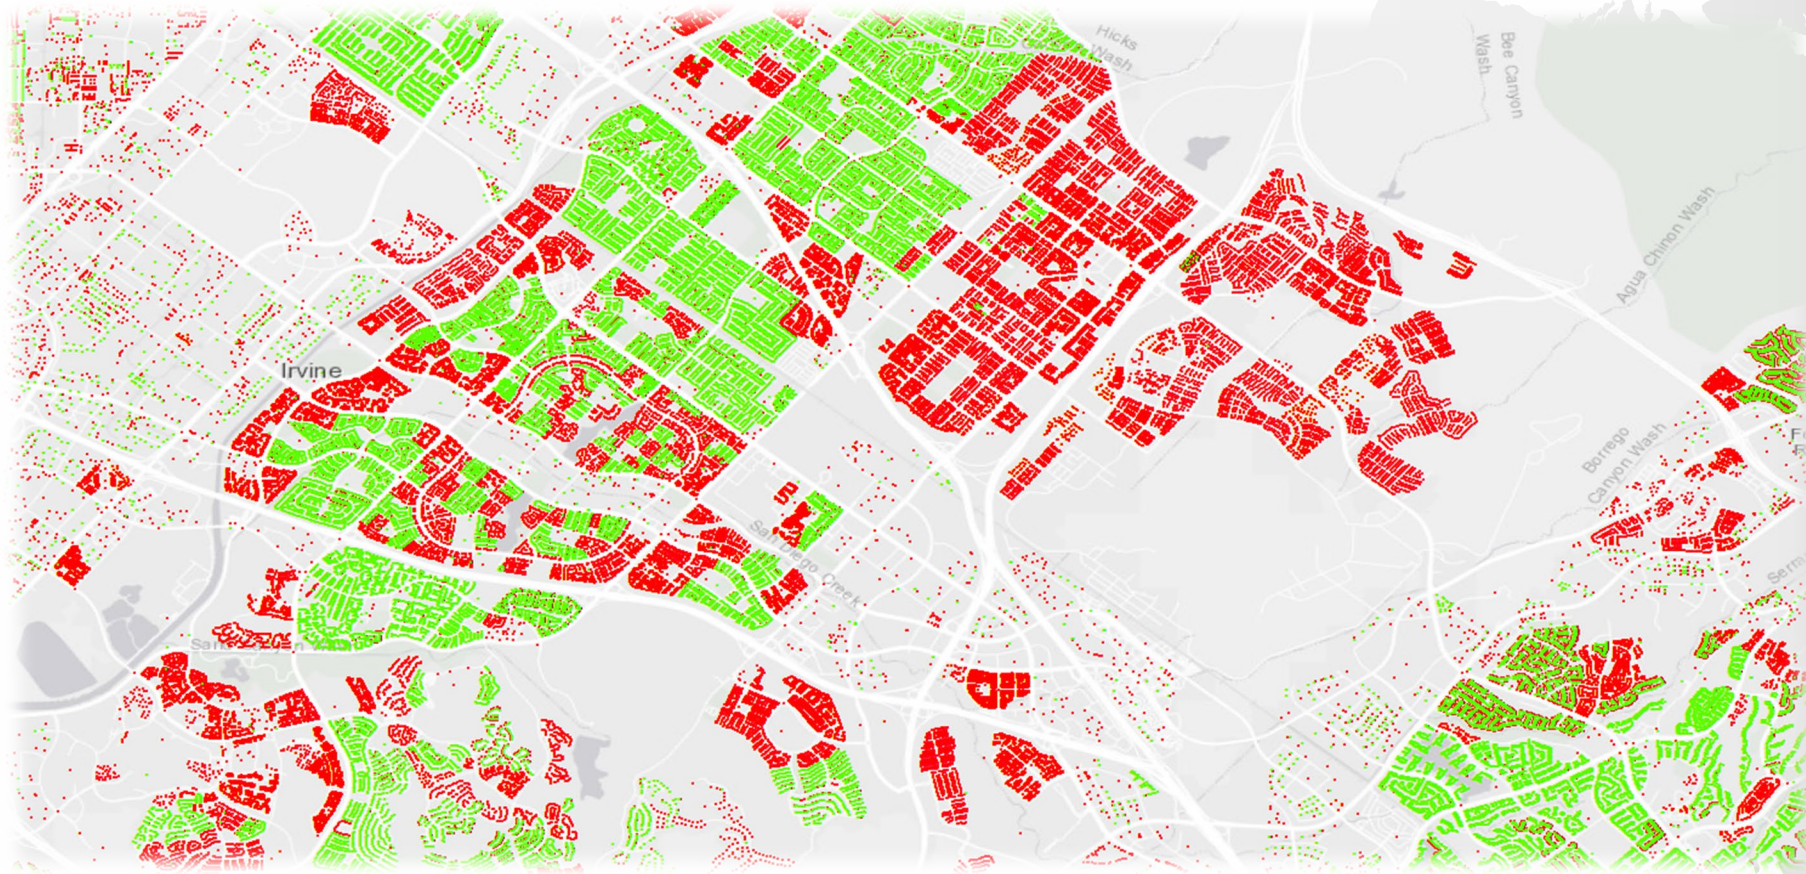 Hicks
Wash
Bee Canyon
Wash
Agua Chinon Wash
Irvine
Borrego
Canyon Wash
San Diego Creek